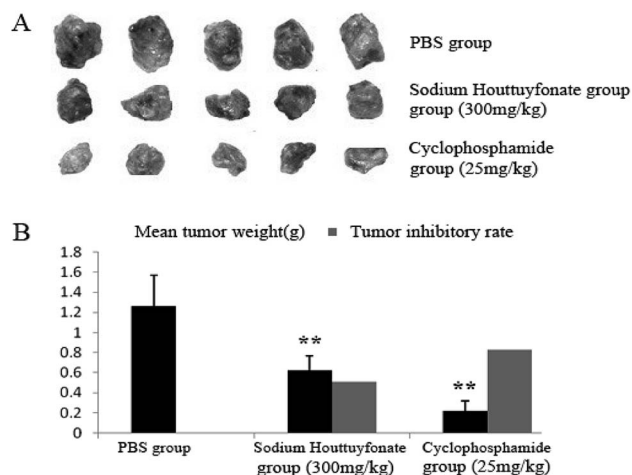 A
PBS group
Sodium Houttuyfonate group
group (300mg/kg)
Cyclophosphamide
group (25mg/kg)
B
Mean tumor weight(g) Tumor inhibitory rate
1.8
1.6
1.4
1.2
1
0.8
0.6
0.4
0.2
0
**
**
PBS group
Sodium Houttuyfonate
group (300mg/kg)
Cyclophosphamide
group (25mg/kg)